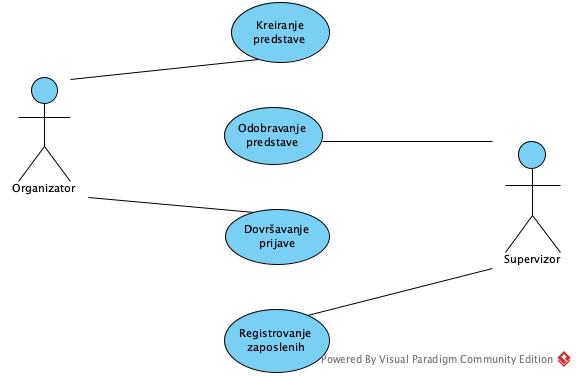 Kreiranje
predstave
Odobravanje
predstave
Organizator
Dovršavanje
prijave
Supervizor
Registrovanje
zaposlenih
Powered By Visual Paradigm Community Edition